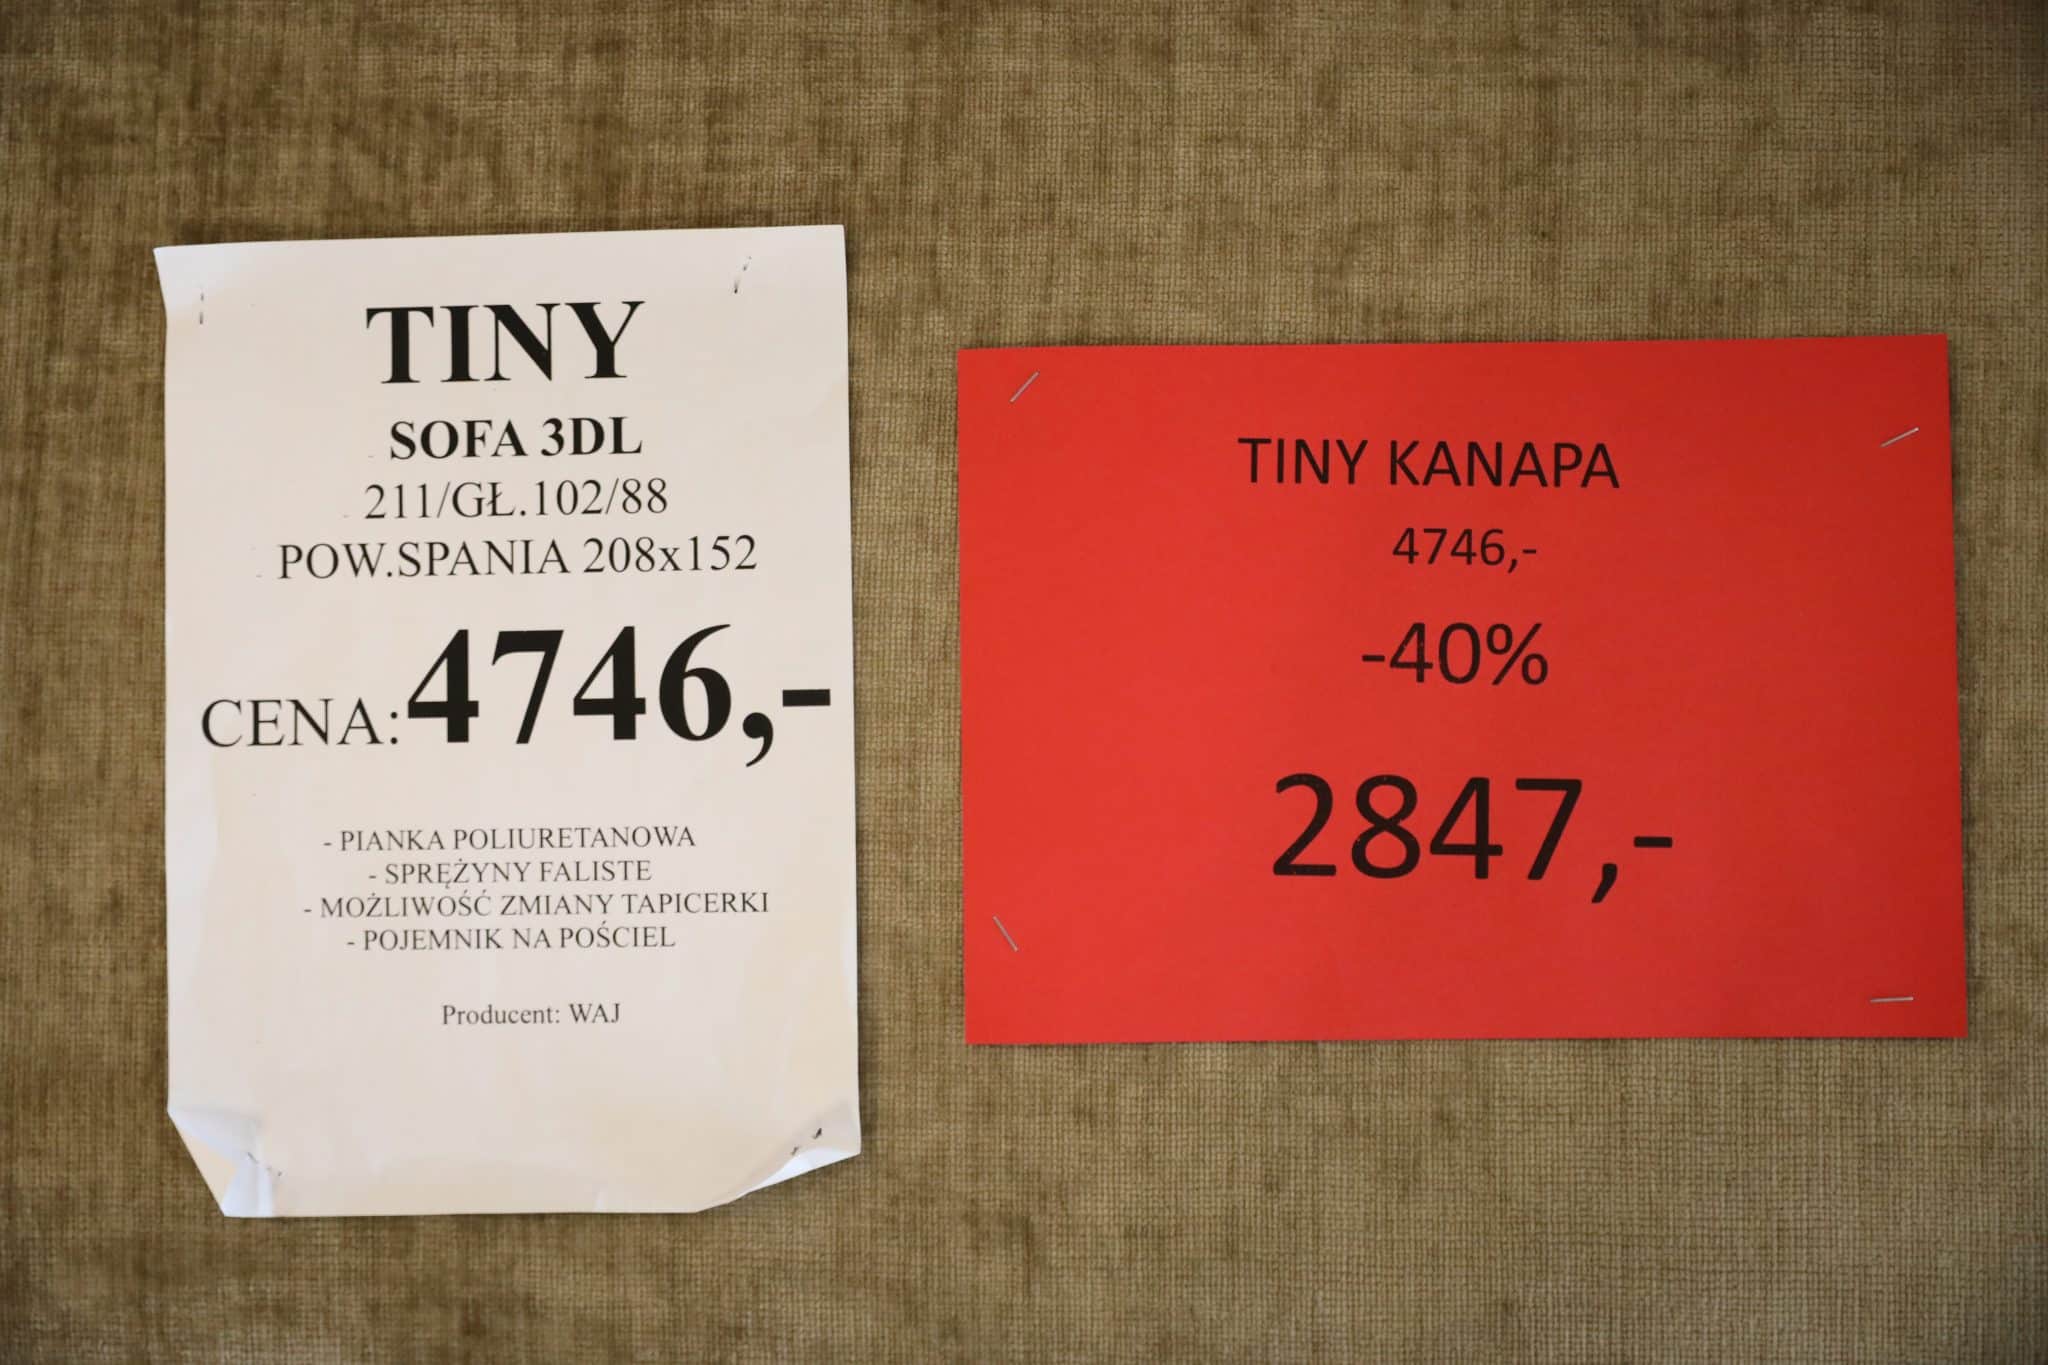 TINY
SOFA 3DL
211/GŁ.102/88
POW.SPANIA 208x152
CENA:4746,-
- PIANKA POLIURETANOWA
- SPRĘŻYNY FALISTE
- MOŻLIWOŚĆ ZMIANY TAPICERKI
- POJEMNIK NA POŚCIEL
Producent: WAJ
TINY KANAPA
4746,-
-40%
2847,-